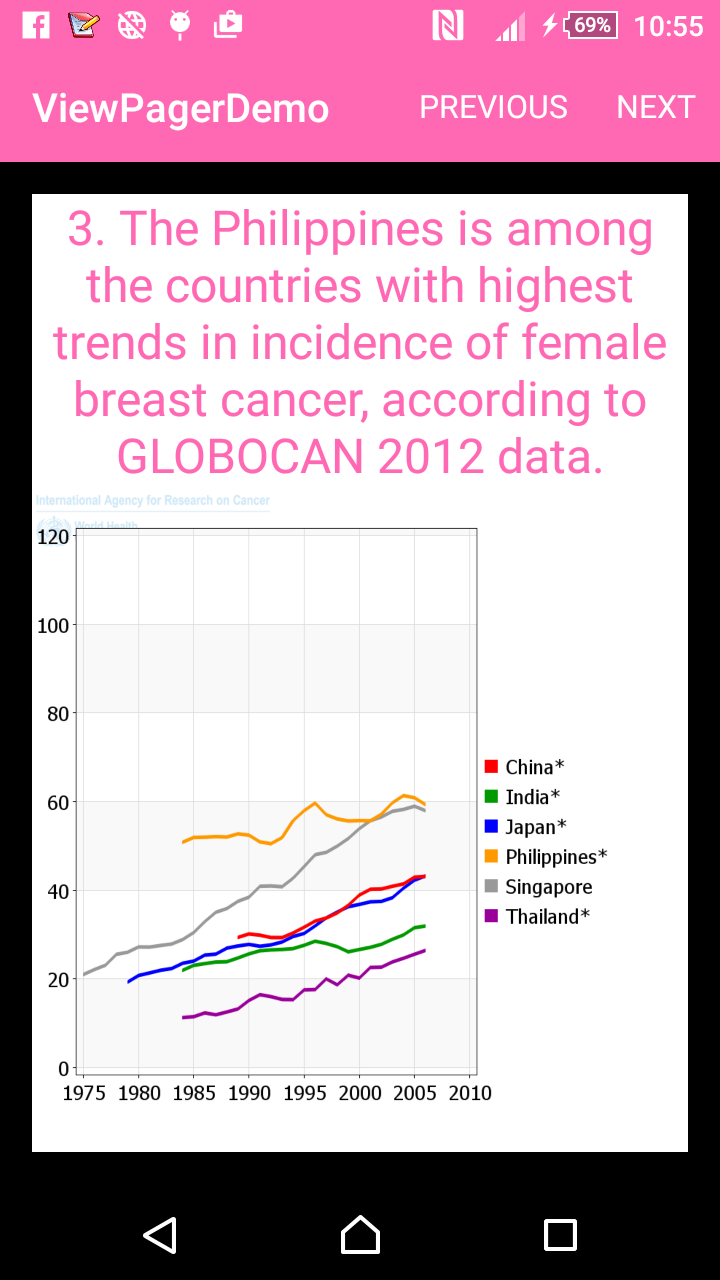 69% 10:55
ViewPagerDemo PREVIOUS NEXT
3. The Philippines is among
the countries with highest
trends in incidence of female
breast cancer, according to
GLOBOCAN 2012 data.
International Agency for Research on Cancer
World Health
120
100
80
60
40
20
0
1975 1980 1985 1990 1995 2000 2005 2010
China*
India*
Japan*
Philippines*
Singapore
Thailand*